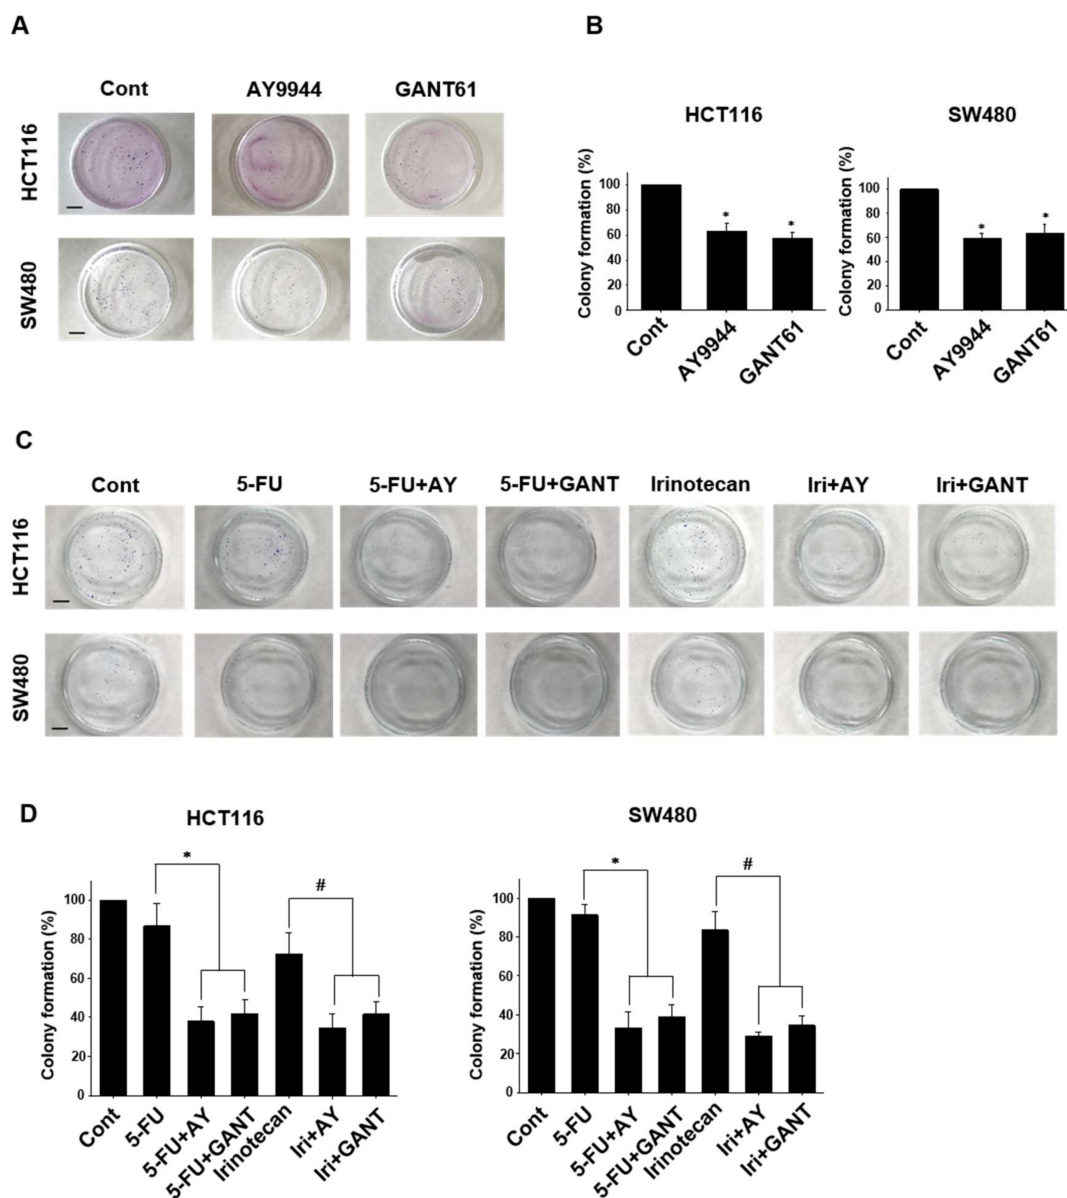 A
Cont AY9944 GANT61
HCT116
SW480
B
HCT116
Colony formation (%)
100
80
60
40
20
0
*
*
Cont
AY9944
GANT61
SW480
Colony formation (%)
100
80
60
40
20
0
*
*
Cont
AY9944
GANT61
C
Cont 5-FU 5-FU+AY 5-FU+GANT Irinotecan Iri+AY Iri+GANT
HCT116
SW480
D
HCT116
Colony formation (%)
100
80
60
40
20
0
*
#
Cont
5-FU
5-FU+AY
5-FU+GANT
Irinotecan
Iri+AY
Iri+GANT
SW480
Colony formation (%)
100
80
60
40
20
0
*
#
Cont
5-FU
5-FU+AY
5-FU+GANT
Irinotecan
Iri+AY
Iri+GANT